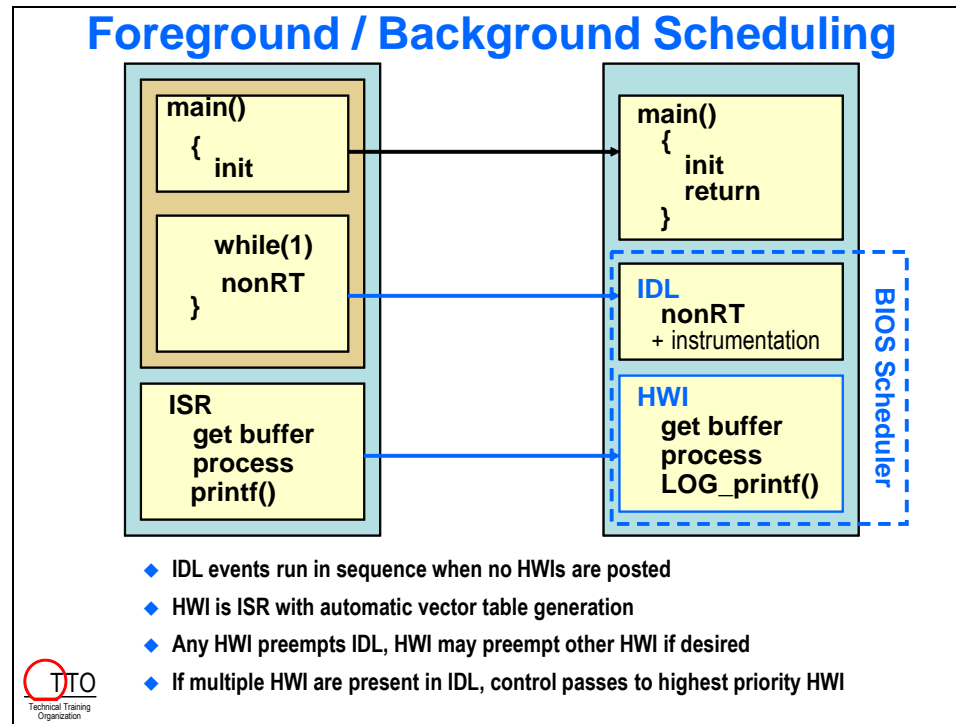 Foreground / Background Scheduling
main()
{
init
while(1)
nonRT
}
ISR
get buffer
process
printf()
main()
{
init
return
}
IDL
nonRT
+ instrumentation
HWI
get buffer
process
LOG_printf()
BIOS Scheduler
IDL events run in sequence when no HWIs are posted
HWI is ISR with automatic vector table generation
Any HWI preempts IDL, HWI may preempt other HWI if desired
If multiple HWI are present in IDL, control passes to highest priority HWI
TTO
Technical Training
Organization